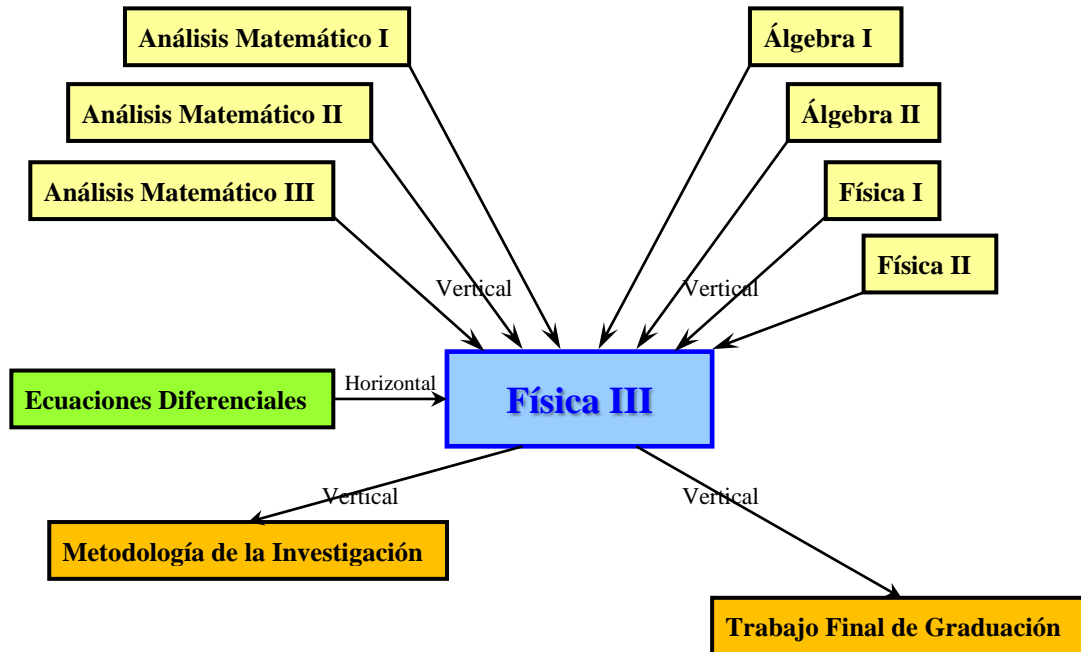 Análisis Matemático I
Álgebra I
Análisis Matemático II
Álgebra II
Análisis Matemático III
Física I
Física II
Vertical
Vertical
Ecuaciones Diferenciales
Horizontal
Física III
Vertical
Vertical
Metodología de la Investigación
Trabajo Final de Graduación